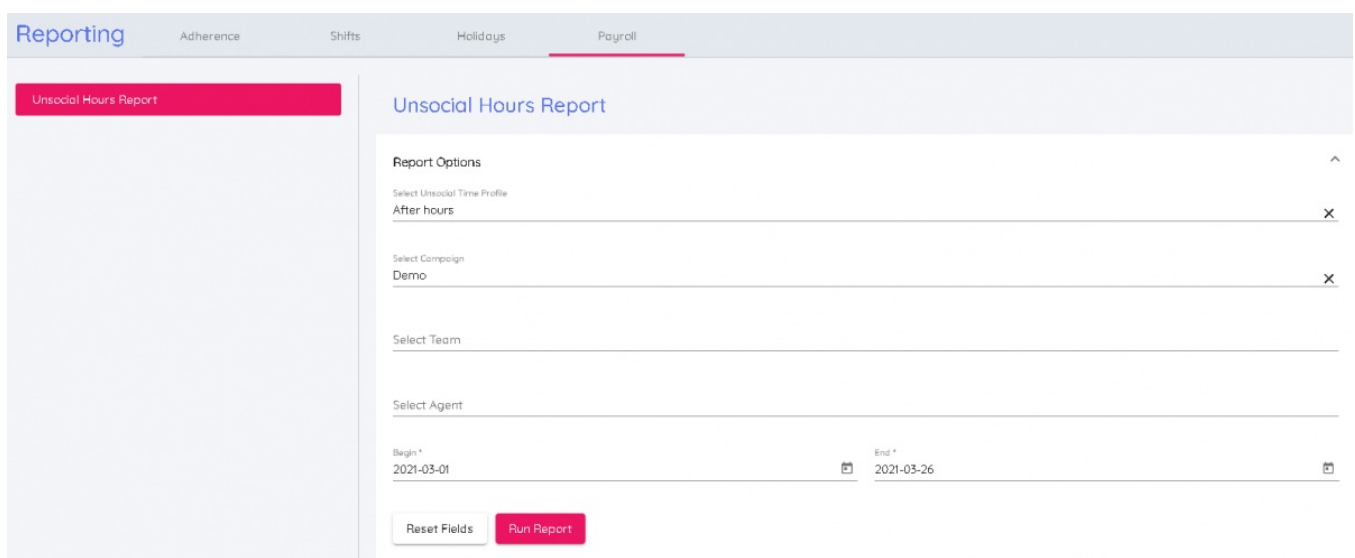 Reporting Adherence Shifts Holidays Payroll
Unsocial Hours Report
Unsocial Hours Report
Report Options
Select Unsocial Time Profile
After hours
Select Campaign
Demo
Select Team
Select Agent
Begin * End *
2021-03-01 2021-03-26
Reset Fields Run Report